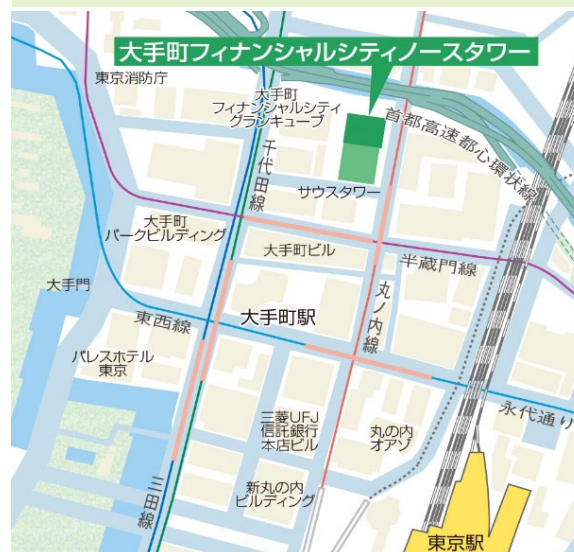 大手町フィナンシャルシティノースタワー
東京消防庁
大手町
フィナンシャルシティ
グランキューブ
首都高速都心環状線
千代田線
サウスタワー
大手町
パークビルディング
大手町ビル
半蔵門線
大手門
丸ノ内線
東西線
大手町駅
パレスホテル
東京
永代通り
三菱UFJ
信託銀行
本店ビル
丸の内
オアゾ
三田線
新丸の内
ビルディング
東京駅